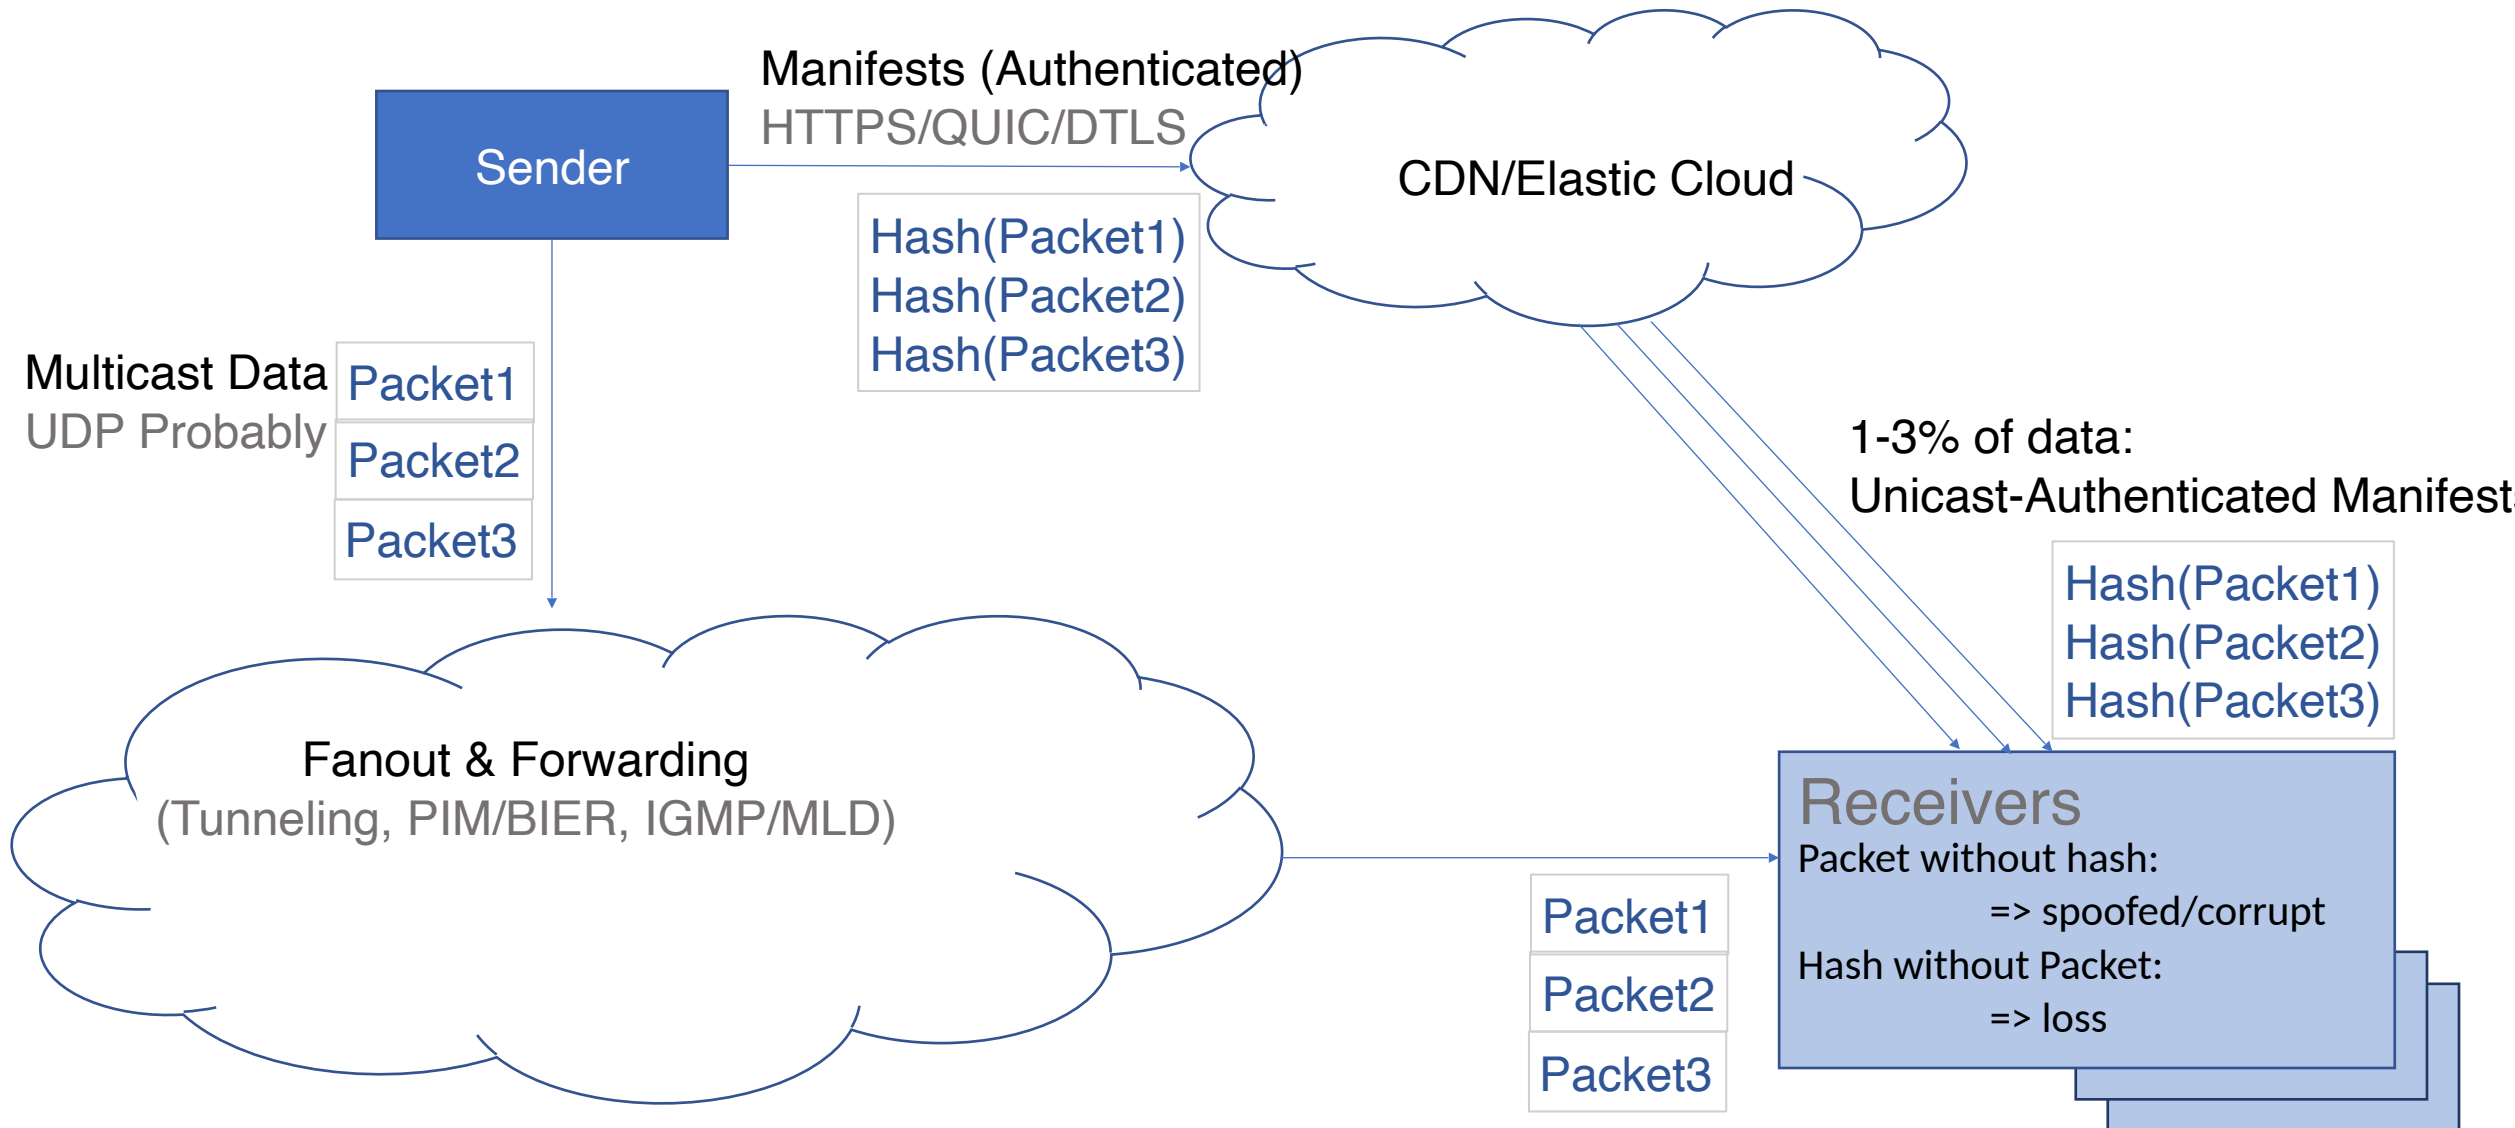 Manifests (Authenticated)
HTTPS/QUIC/DTLS
Sender
CDN/Elastic Cloud
Hash(Packet1)
Hash(Packet2)
Hash(Packet3)
Multicast Data
UDP Probably
Packet1
Packet2
Packet3
1-3% of data:
Unicast-Authenticated Manifests
Hash(Packet1)
Hash(Packet2)
Hash(Packet3)
Fanout & Forwarding
(Tunneling, PIM/BIER, IGMP/MLD)
Packet1
Packet2
Packet3
Receivers
Packet without hash:
=> spoofed/corrupt
Hash without Packet:
=> loss